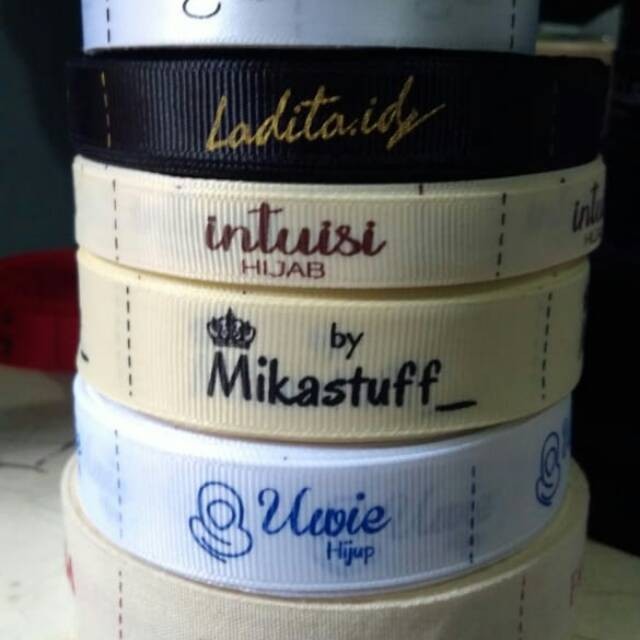 Ladita.id
intuisi
HIJAB
by
Mikastuff_
Uwie
Hijup